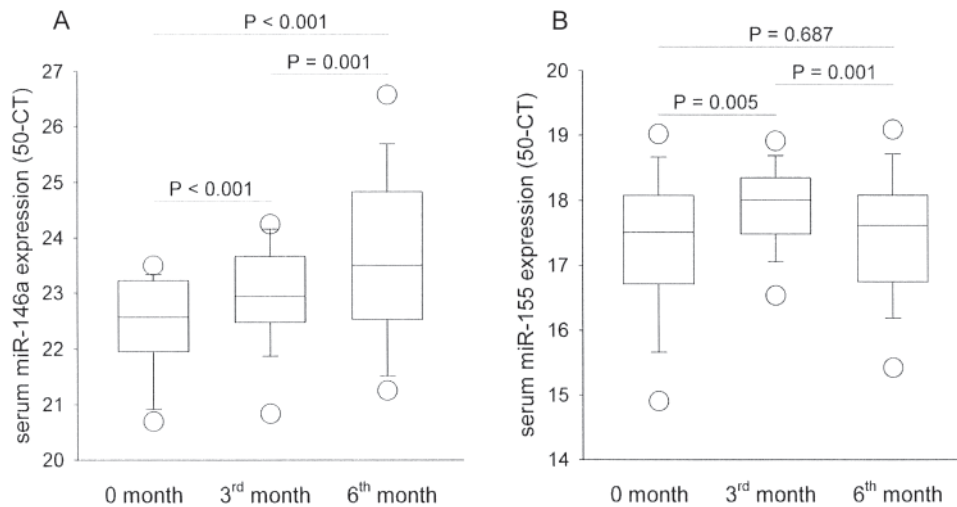 A
P < 0.001
P = 0.001
P < 0.001
serum miR-146a expression (50-CT)
27
26
25
24
23
22
21
20
0 month
3rd month
6th month
B
P = 0.687
P = 0.001
P = 0.005
serum miR-155 expression (50-CT)
20
19
18
17
16
15
14
0 month
3rd month
6th month